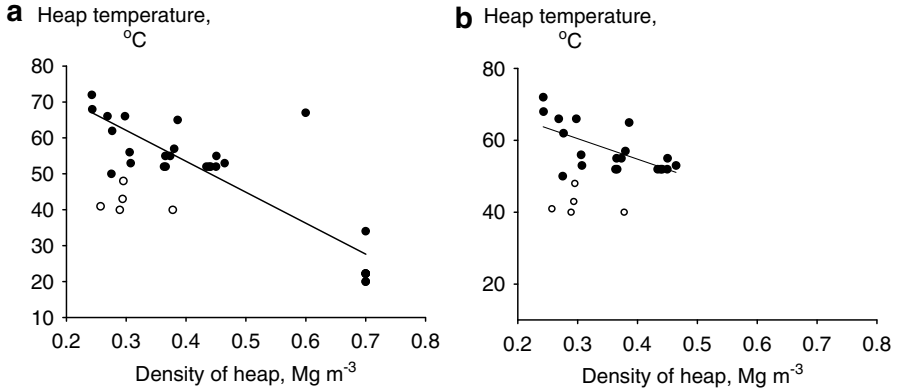 a Heap temperature,
°C
80
70
60
50
40
30
20
10
0.2 0.3 0.4 0.5 0.6 0.7 0.8
Density of heap, Mg m⁻³
b Heap temperature,
°C
80
60
40
20
0.2 0.3 0.4 0.5 0.6 0.7 0.8
Density of heap, Mg m⁻³